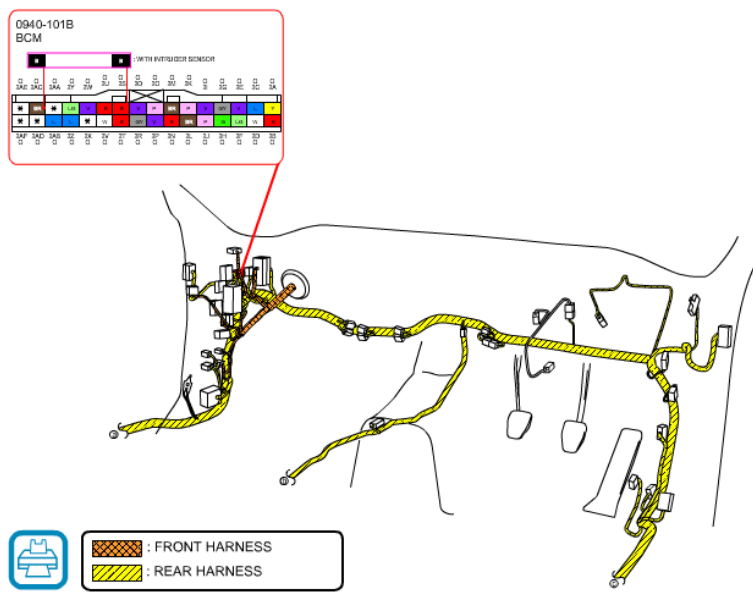 0940-101B
BCM
: WITH INTRUDER SENSOR
3AE 3AC 3AA 3Y 3W 3U 3S 3Q 3O 3M 3K 3I 3G 3E 3C 3A
3AF 3AD 3AB 3Z 3X 3V 3T 3R 3P 3N 3L 3J 3H 3F 3D 3B
: FRONT HARNESS
: REAR HARNESS